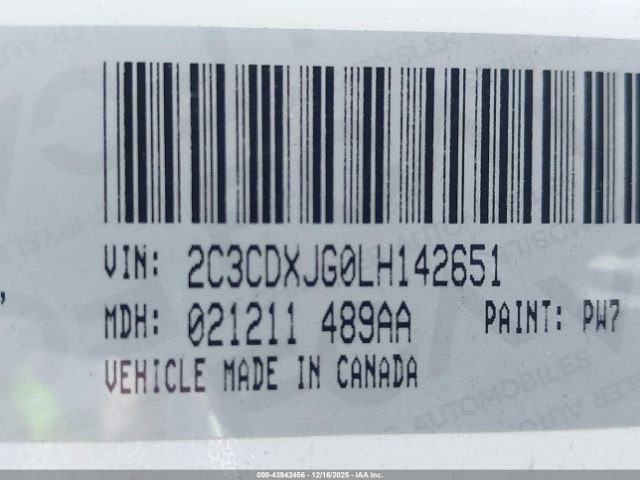 VIN: 2C3CDXJG0LH142651
MDH: 021211 489AA PAINT: PW7
VEHICLE MADE IN CANADA
000-43942456 - 12/16/2025 - IAA Inc.